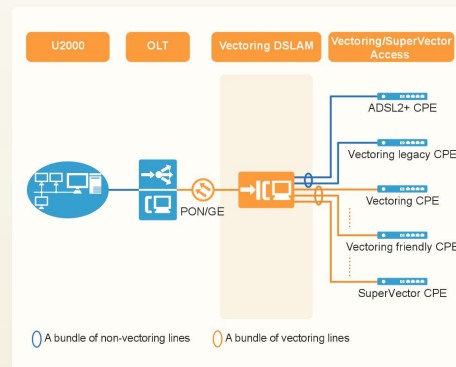 U2000
OLT
Vectoring DSLAM
Vectoring/SuperVector
Access
ADSL2+ CPE
Vectoring legacy CPE
Vectoring CPE
PON/GE
Vectoring friendly CPE
SuperVector CPE
A bundle of non-vectoring lines
A bundle of vectoring lines